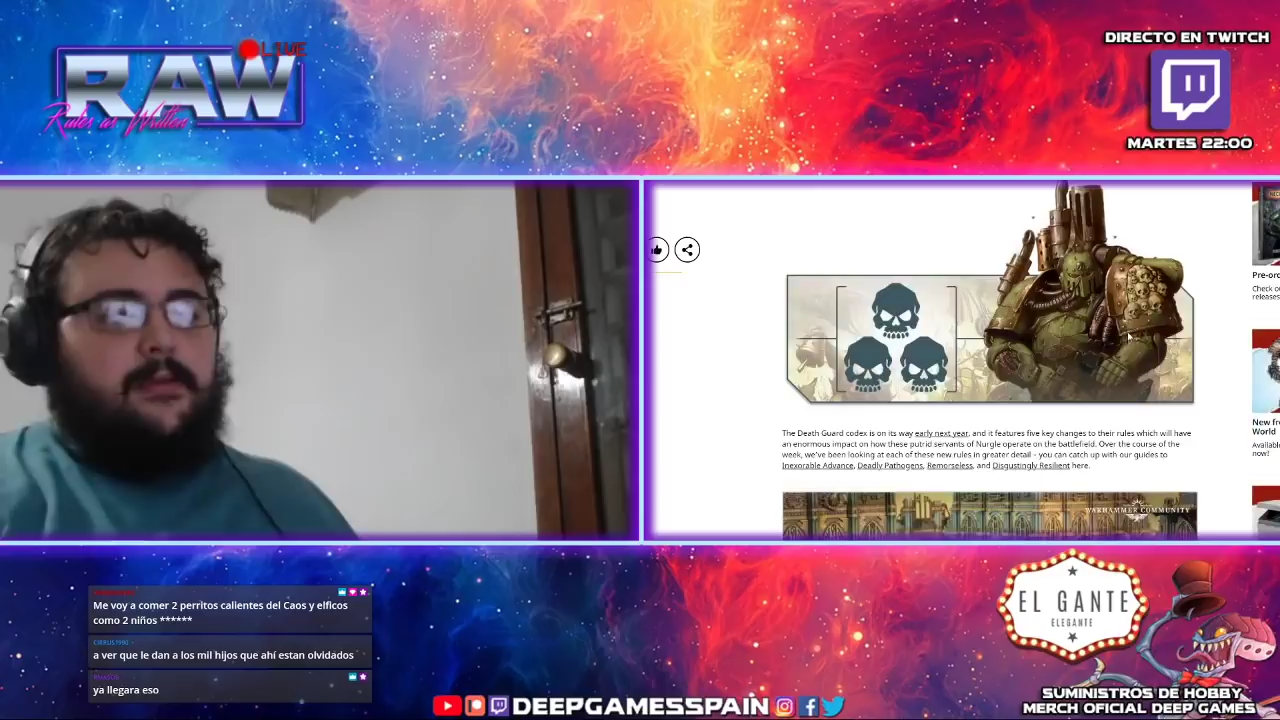 LIVE
RAW
Rules as Written
DIRECTO EN TWITCH
MARTES 22:00
The Death Guard codex is on its way early next year, and it features five key changes to their rules which will have
an enormous impact on how these putrid servants of Nurgle operate on the battlefield. Over the course of the
week, we've been looking at each of these new rules in greater detail – you can catch up with our guides to
Inexorable Advance, Deadly Pathogens, Remorseless, and Disgustingly Resilient here.
WARHAMMER COMMUNITY
Pre-ord
Check ou
releases
New fr
World
Availabl
now!
Me voy a comer 2 perritos calientes del Caos y elficos
como 2 niños ******
a ver que le dan a los mil hijos que ahí estan olvidados
ya llegara eso
EL GANTE
ELEGANTE
DEEPGAMESSPAIN
SUMINISTROS DE HOBBY
MERCH OFICIAL DEEP GAMES